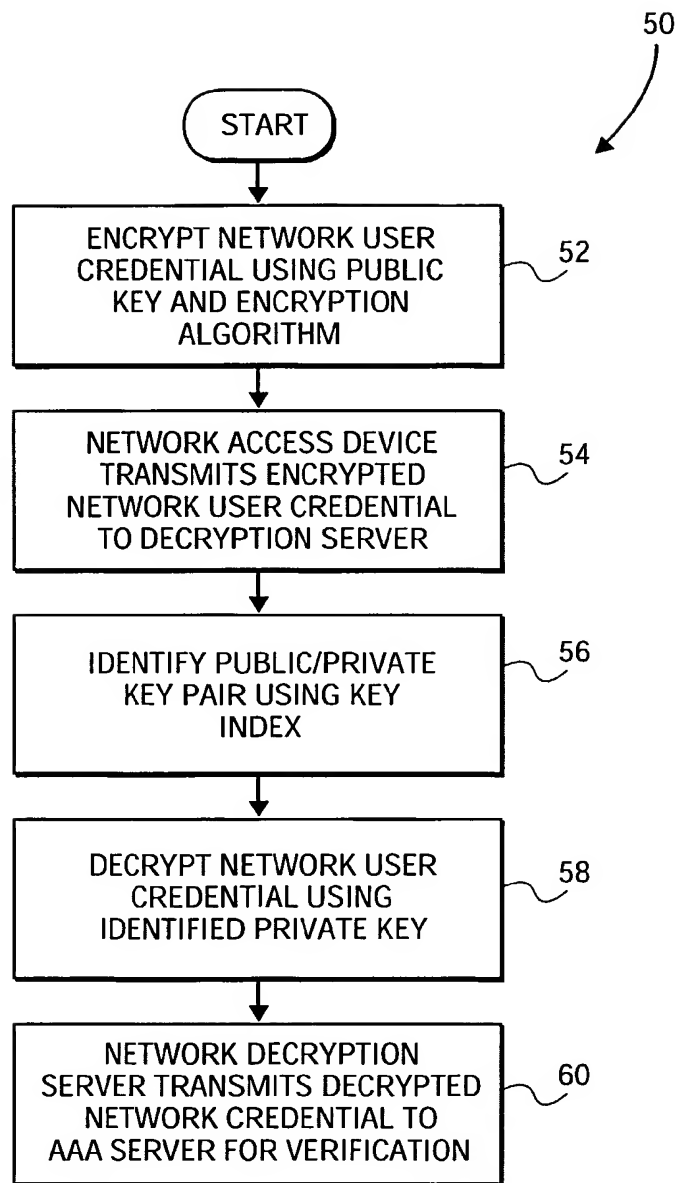 50
START
ENCRYPT NETWORK USER
CREDENTIAL USING PUBLIC
KEY AND ENCRYPTION
ALGORITHM
52
NETWORK ACCESS DEVICE
TRANSMITS ENCRYPTED
NETWORK USER CREDENTIAL
TO DECRYPTION SERVER
54
IDENTIFY PUBLIC/PRIVATE
KEY PAIR USING KEY
INDEX
56
DECRYPT NETWORK USER
CREDENTIAL USING
IDENTIFIED PRIVATE KEY
58
NETWORK DECRYPTION
SERVER TRANSMITS DECRYPTED
NETWORK CREDENTIAL TO
AAA SERVER FOR VERIFICATION
60